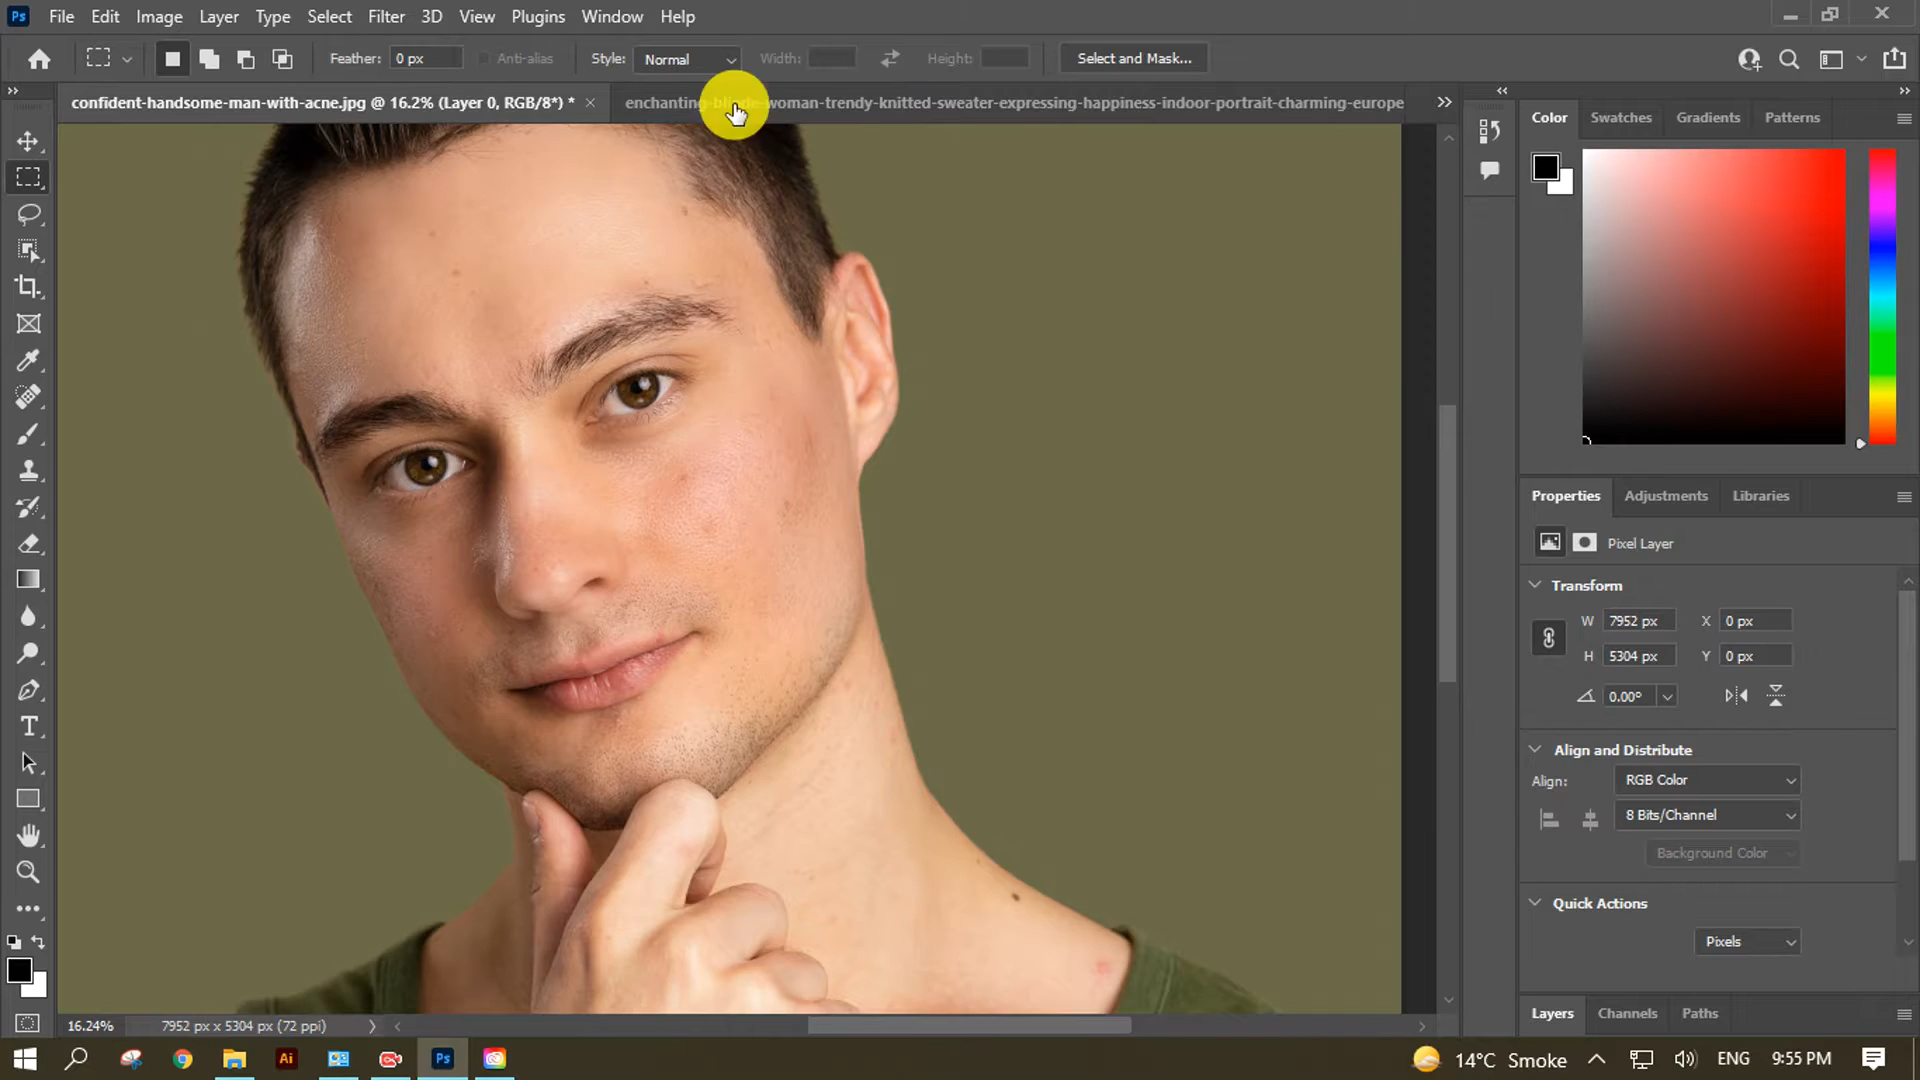 Ps File Edit Image Layer Type Select Filter 3D View Plugins Window Help
Feather: 0 px Anti-alias Style: Normal Width: Height: Select and Mask...
confident-handsome-man-with-acne.jpg @ 16.2% (Layer 0, RGB/8*) * enchanting-blonde-woman-trendy-knitted-sweater-expressing-happiness-indoor-portrait-charming-europe
Color Swatches Gradients Patterns
Properties Adjustments Libraries
Pixel Layer
Transform
W 7952 px X 0 px
H 5304 px Y 0 px
0.00°
Align and Distribute
Align: RGB Color
8 Bits/Channel
Background Color
Quick Actions
Pixels
Layers Channels Paths
T
16.24% 7952 px x 5304 px (72 ppi)
Ai Ps 14°C Smoke ENG 9:55 PM